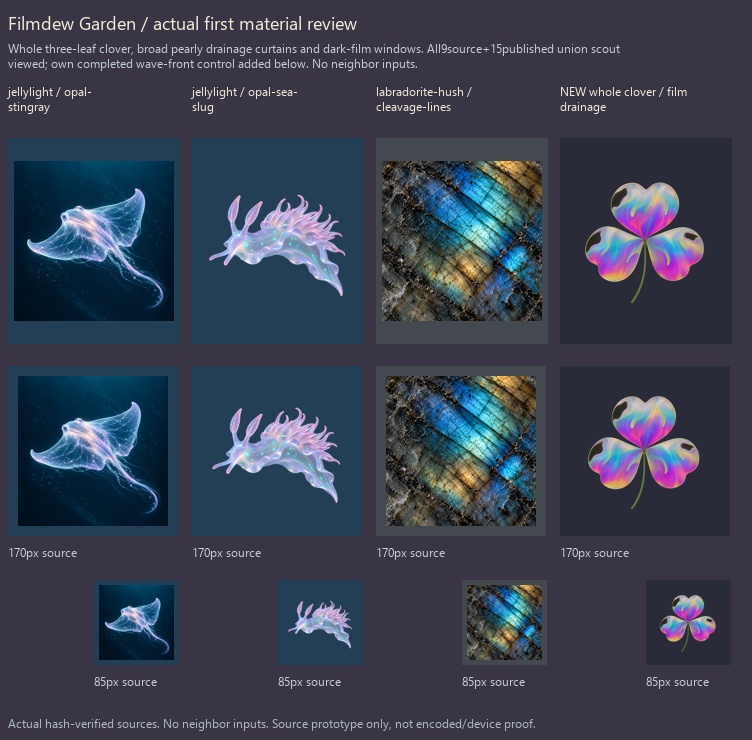 Filmdew Garden / actual first material review
Whole three-leaf clover, broad pearly drainage curtains and dark-film windows. All9source+15published union scout
viewed; own completed wave-front control added below. No neighbor inputs.
jellylight / opal-
stingray
jellylight / opal-sea-
slug
labradorite-hush /
cleavage-lines
NEW whole clover / film
drainage
170px source
170px source
170px source
170px source
85px source
85px source
85px source
85px source
Actual hash-verified sources. No neighbor inputs. Source prototype only, not encoded/device proof.